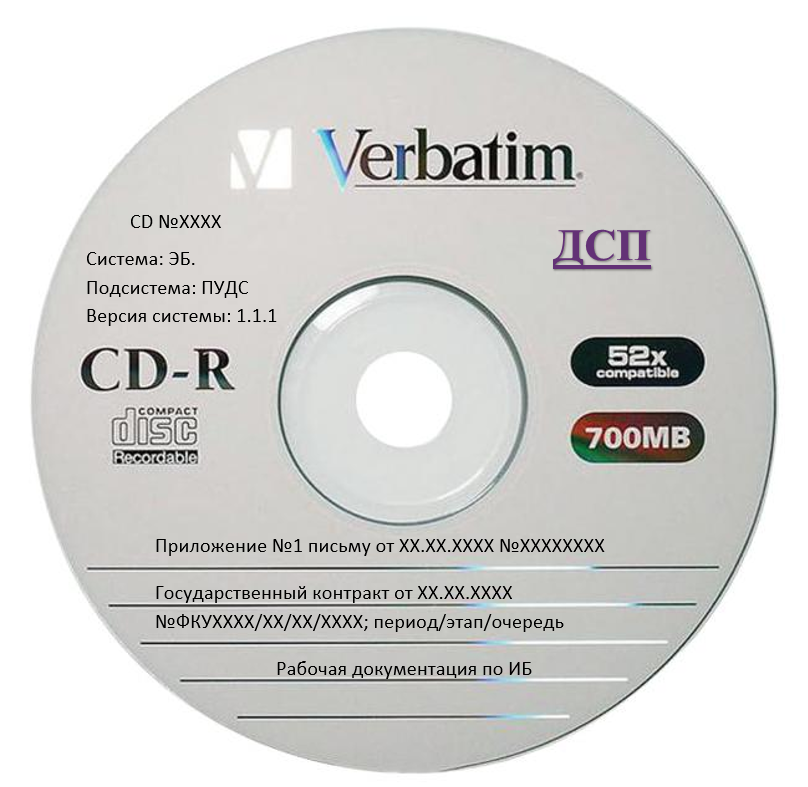 Verbatim
CD №XXXX
ДСП
Система: ЭБ.
Подсистема: ПУДС
Версия системы: 1.1.1
CD-R
52x
compatible
COMPACT
disc
Recordable
700MB
Приложение №1 письму от XX.XX.XXXX №XXXXXXXX
Государственный контракт от XX.XX.XXXX
№ФКУXXXX/XX/XX/XXXX; период/этап/очередь
Рабочая документация по ИБ